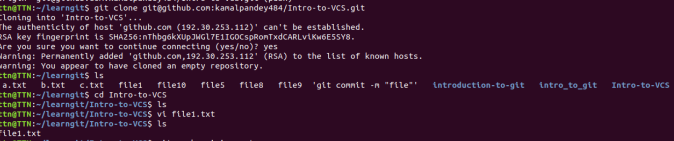 ctn@TTN:~/learngit$ git clone git@github.com/kamalpandey484/Intro-to-VCS.git
Cloning into 'Intro-to-VCS'...
The authenticity of host 'github.com (192.30.253.112)' can't be established.
RSA key fingerprint is SHA256:nThbg6kXUpJWGl7E1IGOCspRomTxdCARLviKw6E5SY8.
Are you sure you want to continue connecting (yes/no)? yes
Warning: Permanently added 'github.com,192.30.253.112' (RSA) to the list of known hosts.
warning: You appear to have cloned an empty repository.
ctn@TTN:~/learngit$ ls
a.txt b.txt c.txt file1 file10 file5 file8 file9 'git commit -m "file"' introduction-to-git intro_to_git Intro-to-VCS
ctn@TTN:~/learngit$ cd Intro-to-VCS
ctn@TTN:~/learngit/Intro-to-VCS$ ls
ctn@TTN:~/learngit/Intro-to-VCS$ vi file1.txt
ctn@TTN:~/learngit/Intro-to-VCS$ ls
file1.txt